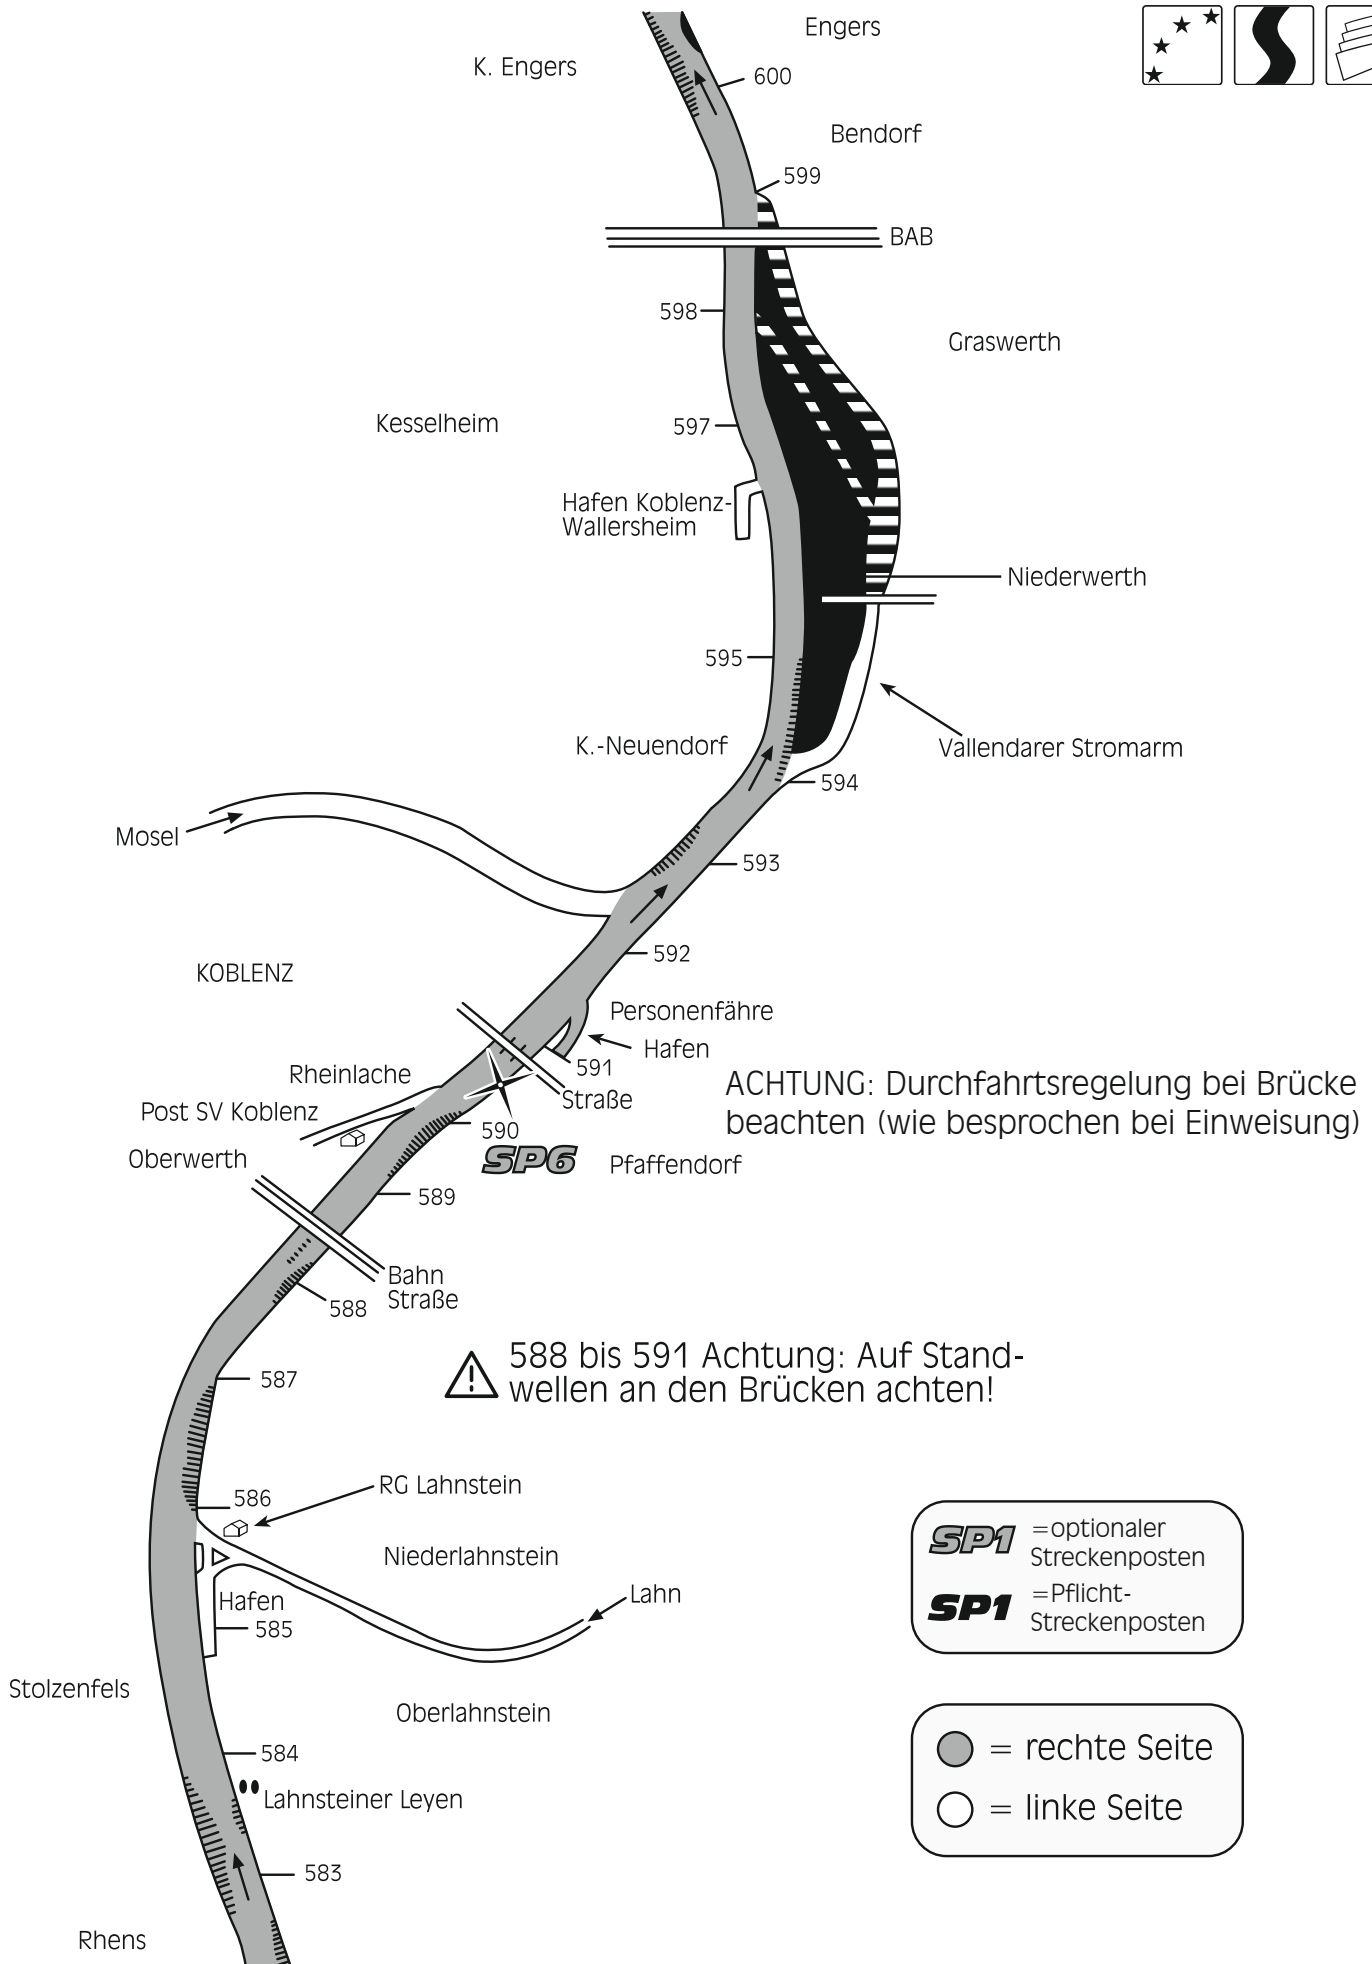 Engers
K. Engers
600
Bendorf
599
BAB
598
Graswerth
Kesselheim
597
Hafen Koblenz-
Wallersheim
Niederwerth
595
K.-Neuendorf
Vallendarer Stromarm
594
Mosel
593
592
KOBLENZ
Personenfähre
Hafen
591
Rheinlache
Straße
ACHTUNG: Durchfahrtsregelung bei Brücke
beachten (wie besprochen bei Einweisung)
Post SV Koblenz
590
Oberwerth
SP6
Pfaffendorf
589
Bahn
Straße
588
588 bis 591 Achtung: Auf Stand-
wellen an den Brücken achten!
587
RG Lahnstein
586
Niederlahnstein
Hafen
Lahn
585
SP1 =optionaler
Streckenposten
SP1 =Pflicht-
Streckenposten
Stolzenfels
Oberlahnstein
584
Lahnsteiner Leyen
= rechte Seite
= linke Seite
583
Rhens